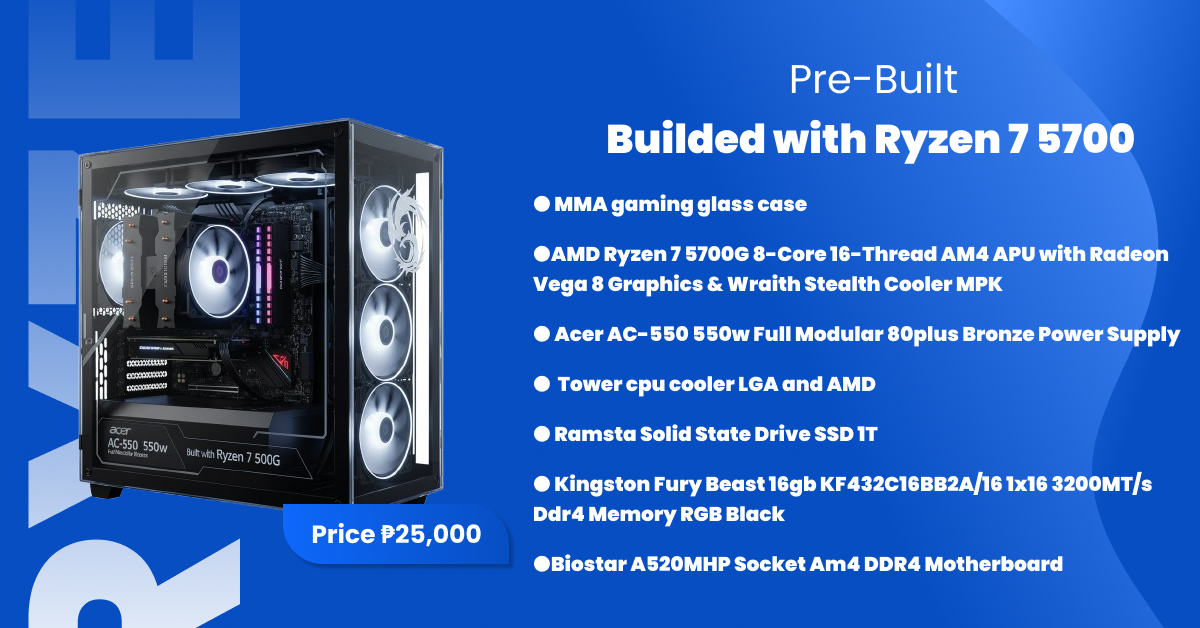 RYZE
Pre-Built
Builded with Ryzen 7 5700
● MMA gaming glass case
●AMD Ryzen 7 5700G 8-Core 16-Thread AM4 APU with Radeon
Vega 8 Graphics & Wraith Stealth Cooler MPK
● Acer AC-550 550w Full Modular 80plus Bronze Power Supply
● Tower cpu cooler LGA and AMD
● Ramsta Solid State Drive SSD 1T
● Kingston Fury Beast 16gb KF432C16BB2A/16 1x16 3200MT/s
Ddr4 Memory RGB Black
●Biostar A520MHP Socket Am4 DDR4 Motherboard
acer
AC-550 550w
Built with Ryzen 7 500G
Price ₱25,000